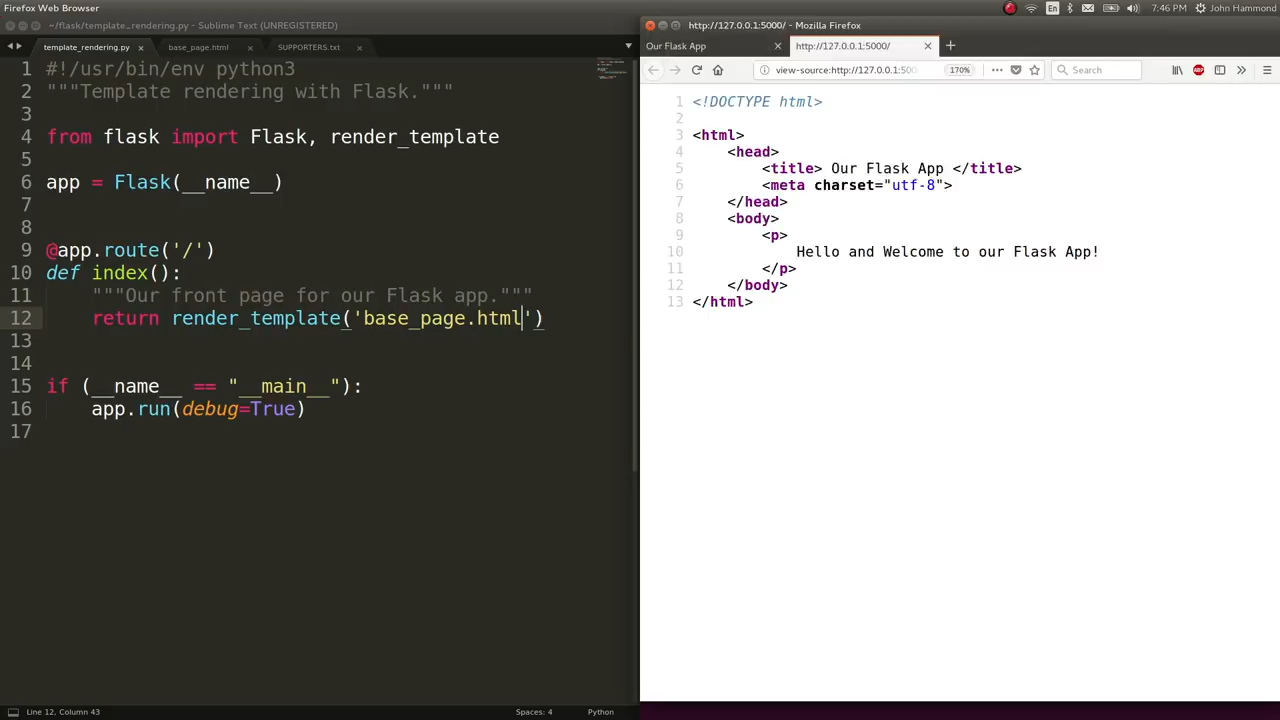 Firefox Web Browser
En
7:46 PM
John Hammond
~/flask/template_rendering.py - Sublime Text (UNREGISTERED)
template_rendering.py
base_page.html
SUPPORTERS.txt
1 #!/usr/bin/env python3
2 """Template rendering with Flask."""
3
4 from flask import Flask, render_template
5
6 app = Flask(__name__)
7
8
9 @app.route('/')
10 def index():
11 """Our front page for our Flask app."""
12 return render_template('base_page.html')
13
14
15 if (__name__ == "__main__"):
16 app.run(debug=True)
17
Line 12, Column 43
Spaces: 4
Python
http://127.0.0.1:5000/ - Mozilla Firefox
Our Flask App
http://127.0.0.1:5000/
view-source:http://127.0.0.1:500
170%
Search
ABP
1 <!DOCTYPE html>
2
3 <html>
4 <head>
5 <title> Our Flask App </title>
6 <meta charset="utf-8">
7 </head>
8 <body>
9 <p>
10 Hello and Welcome to our Flask App!
11 </p>
12 </body>
13 </html>